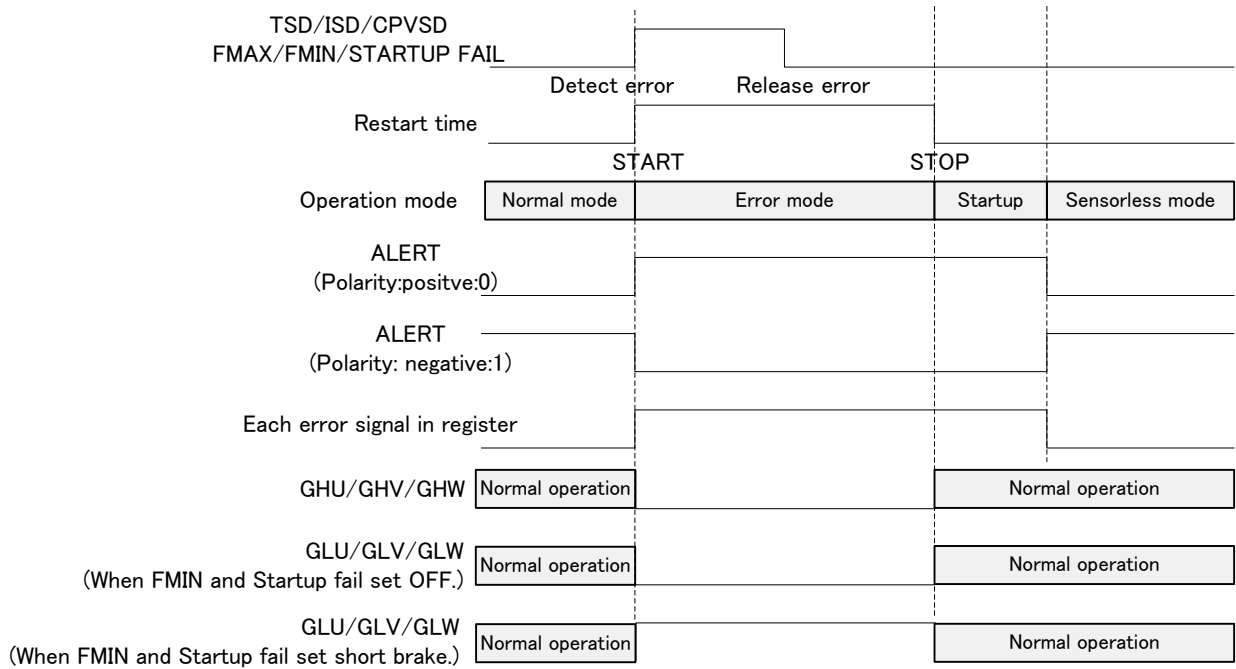 TSD/ISD/CPVSD
FMAX/FMIN/STARTUP FAIL
Detect error Release error
Restart time
START STOP
Operation mode Normal mode Error mode Startup Sensorless mode
ALERT
(Polarity:positve:0)
ALERT
(Polarity: negative:1)
Each error signal in register
GHU/GHV/GHW Normal operation Normal operation
GLU/GLV/GLW
(When FMIN and Startup fail set OFF.) Normal operation Normal operation
GLU/GLV/GLW
(When FMIN and Startup fail set short brake.) Normal operation Normal operation